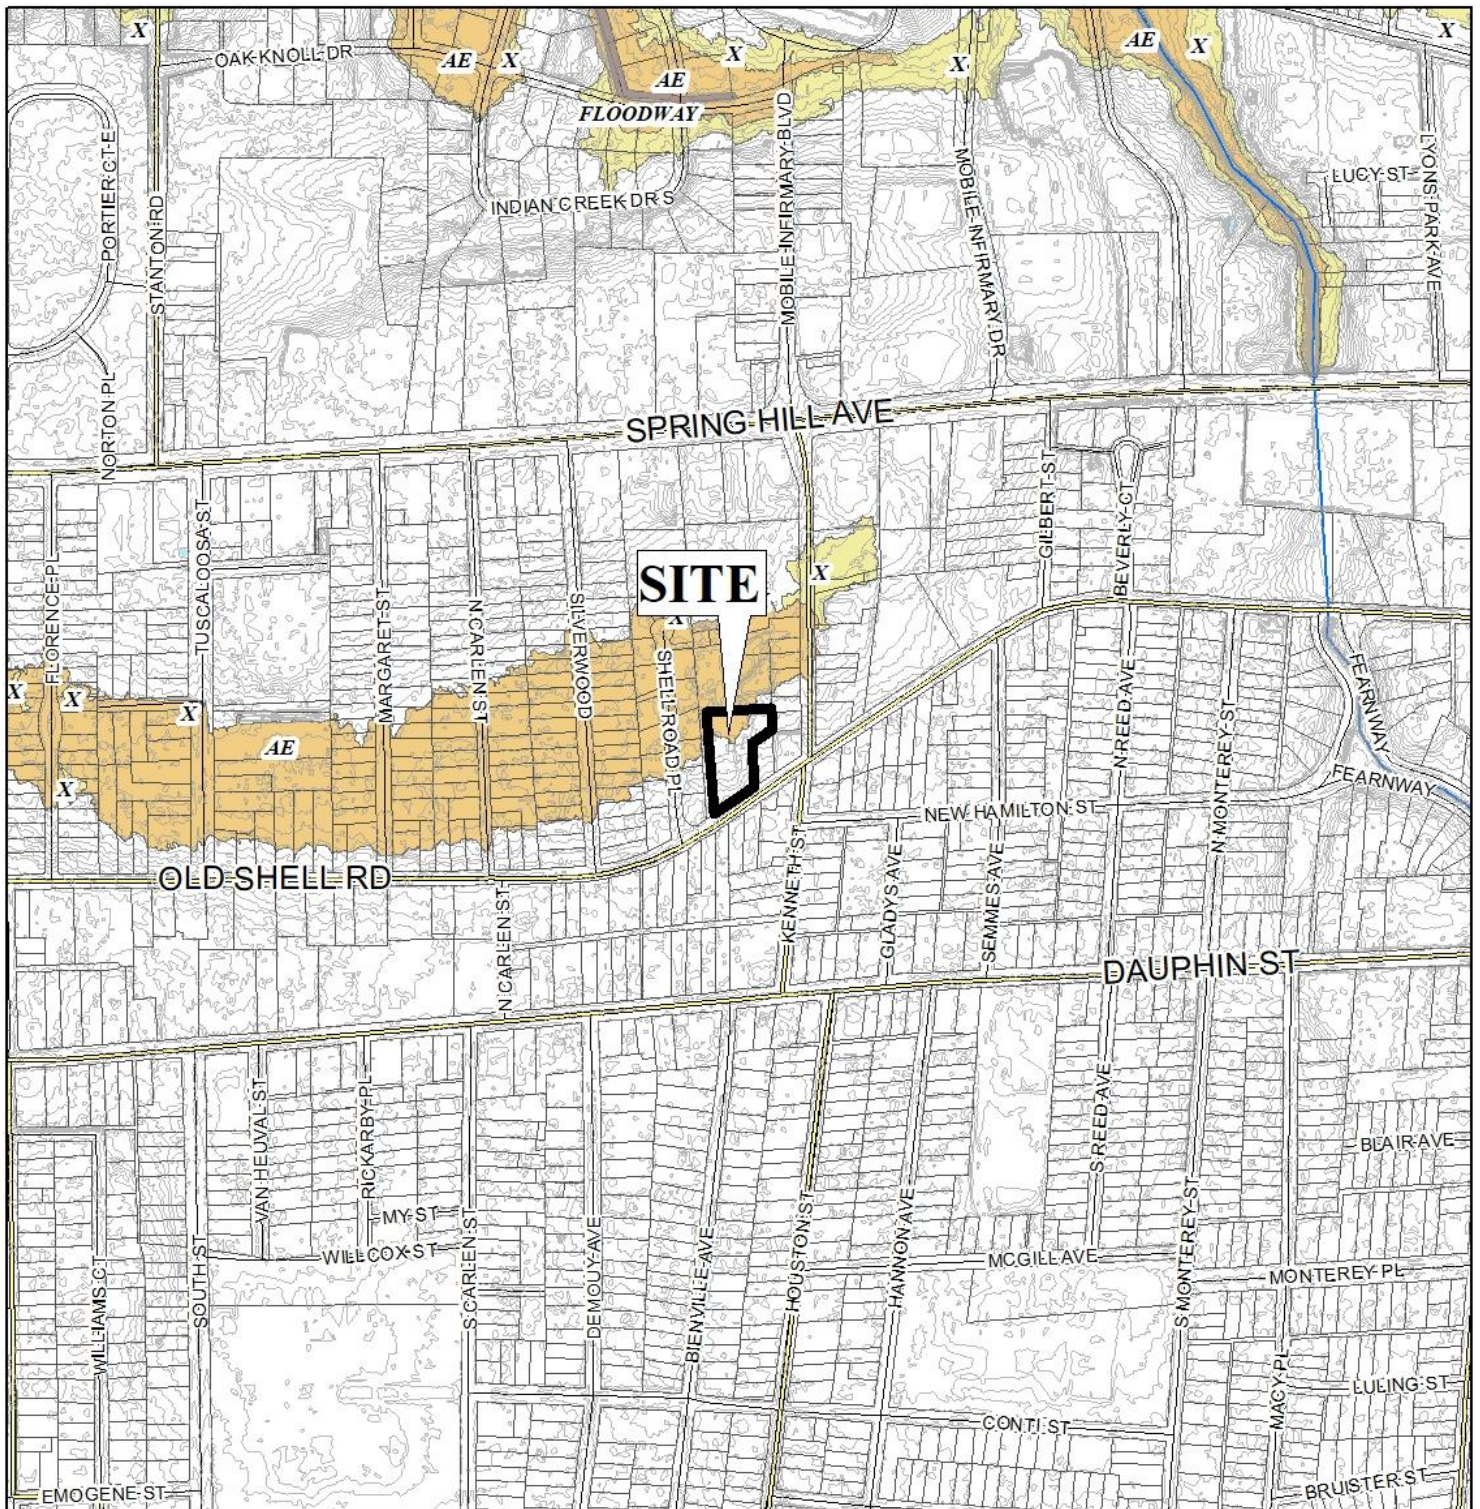 X
OAK KNOLL DR
AE
X
AE
X
FLOODWAY
X
AE
X
X
PORTIER CT E
STANTON RD
INDIAN CREEK DR S
MOBILE INFIRMARY BLVD
MOBILE INFIRMARY DR
LUCY ST
LYONS PARK AVE
NORTON PL
SPRING HILL AVE
FLORENCE PL
TUSCALOOSA ST
MARGARET ST
N CARLEN ST
SILVERWOOD
SITE
X
X
SHELL ROAD PL
GILBERT ST
BEVERLY CT
X
X
X
AE
X
N REED AVE
N MONTEREY ST
FEARNWAY
FEARNWAY
NEW HAMILTON ST
OLD SHELL RD
N CARLEN ST
KENNETH ST
GLADYS AVE
SEMMES AVE
DAUPHIN ST
VAN HEUVAL ST
RICKARBY PL
S REED AVE
BLAIR AVE
MY ST
WILLCOX ST
WILLIAMS CT
SOUTH ST
S CARLEN ST
DEMOUY AVE
BIENVILLE AVE
HOUSTON ST
HANNON AVE
MCGILL AVE
S MONTEREY ST
MONTEREY PL
MACY PL
LULING ST
CONTI ST
EMOGENE ST
BRUISTER ST